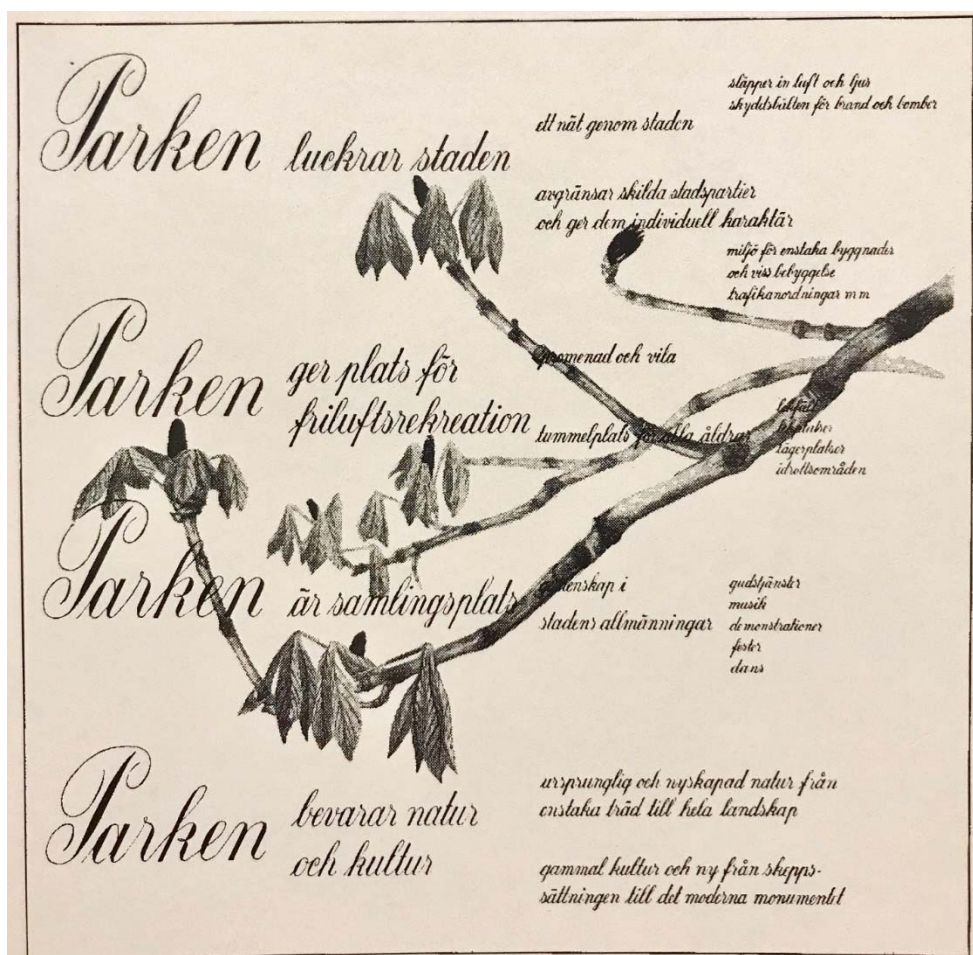 Parken luckrar staden
ett nät genom staden
släpper in luft och ljus
skyddsbälten för brand och bomber
avgränsar skilda stadspartier
och ger dem individuell karaktär
miljö för enstaka byggnader
och viss bebyggelse
trafikanordningar m m
Parken ger plats för
friluftsrekreation
promenad och vila
tummelplats för alla åldrar
lekfält
lekplatser
lägerplatser
idrottsområden
Parken är samlingsplats
i
stadens allmänningar
gudstjänster
musik
demonstrationer
fester
dans
Parken bevarar natur
och kultur
ursprunglig och nyskapad natur från
enstaka träd till hela landskap
gammal kultur och ny från skepps-
sättningen till det moderna monumentet